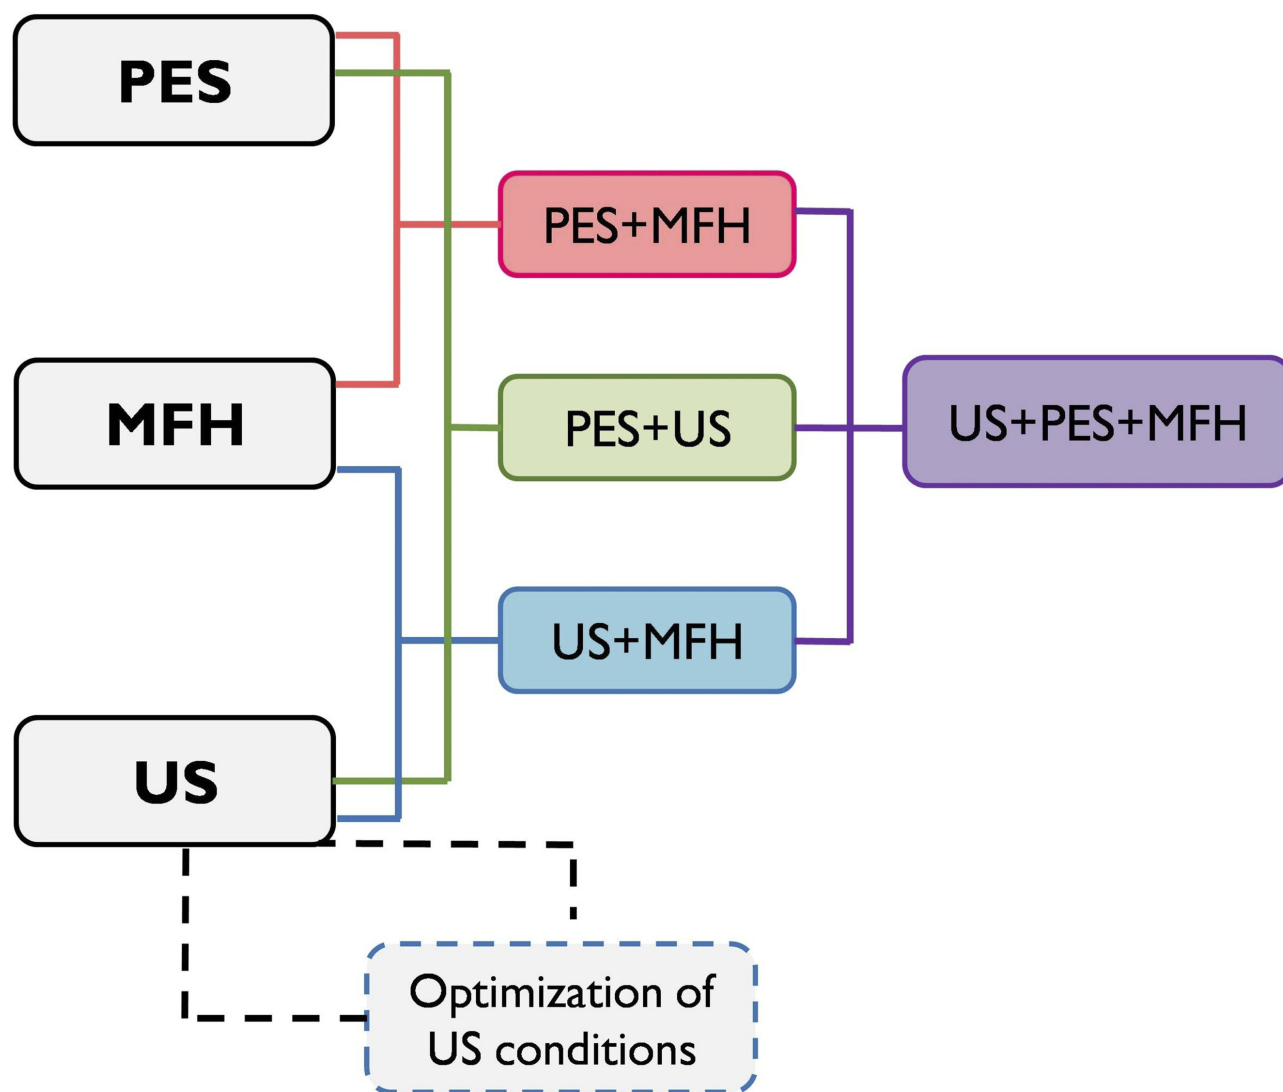 PES
PES+MFH
MFH
PES+US
US+PES+MFH
US+MFH
US
Optimization of
US conditions